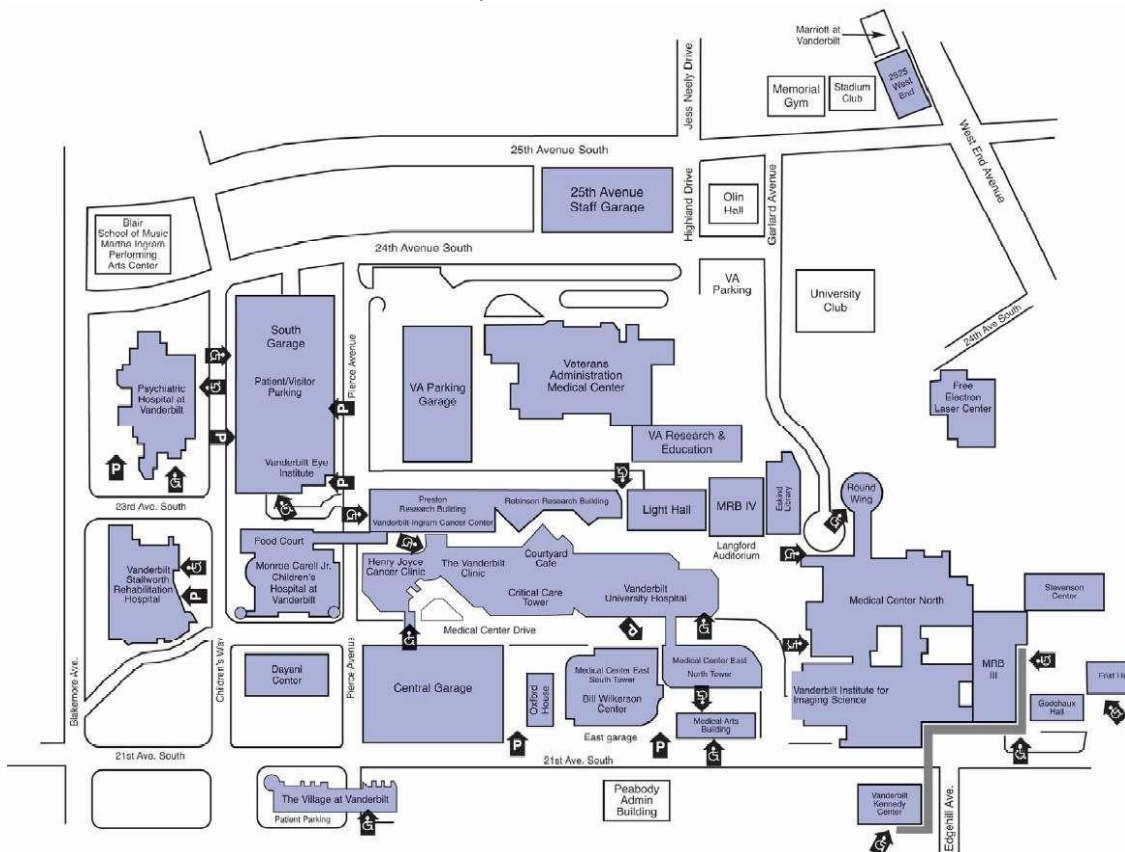 Marriott at
Vanderbilt
2525
West
End
Memorial
Gym
Stadium
Club
Jess Neely Drive
West End Avenue
25th Avenue South
25th Avenue
Staff Garage
Highland Drive
Olin
Hall
Garland Avenue
Blair
School of Music
Martha Ingram
Performing
Arts Center
24th Avenue South
VA
Parking
University
Club
24th Ave South
South
Garage
Patient/Visitor
Parking
Pierce Avenue
VA Parking
Garage
Veterans
Administration
Medical Center
Psychiatric
Hospital at
Vanderbilt
Free
Electron
Laser Center
P
P
P
VA Research &
Education
Vanderbilt Eye
Institute
P
Round
Wing
23rd Ave. South
Preston
Research Building
Vanderbilt-Ingram Cancer Center
Robinson Research Building
Light Hall
MRB IV
Eskind
Library
Langford
Auditorium
Food Court
Monroe Carell Jr.
Children's
Hospital at
Vanderbilt
Henry Joyce
Cancer Clinic
The Vanderbilt
Clinic
Courtyard
Cafe
Critical Care
Tower
Vanderbilt
University Hospital
Vanderbilt
Stallworth
Rehabilitation
Hospital
P
Medical Center North
Stevenson
Center
Medical Center Drive
P
Blakemore Ave.
Children's Way
Dayani
Center
Pierce Avenue
Central Garage
Oxford
House
Medical Center East
South Tower
Bill Wilkerson
Center
Medical Center East
North Tower
Vanderbilt Institute for
Imaging Science
MRB
III
Godchaux
Hall
Medical Arts
Building
East garage
P
P
21st Ave. South
21st Ave. South
The Village at Vanderbilt
Patient Parking
Peabody
Admin
Building
Vanderbilt
Kennedy
Center
Edgehill Ave.